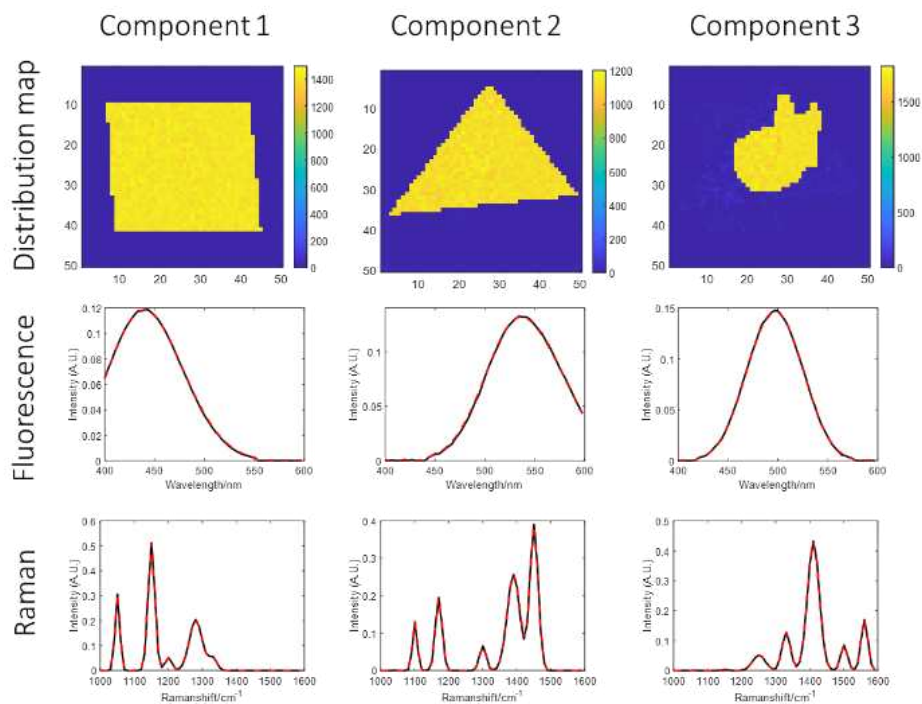 Component 1
Component 2
Component 3
Distribution map
10
20
30
40
50
10 20 30 40 50
1400
1200
1000
800
600
400
200
0
10
20
30
40
50
10 20 30 40 50
1200
1000
800
600
400
200
0
10
20
30
40
50
10 20 30 40 50
1500
1000
500
0
Fluorescence
Intensity (A.U.)
0.12
0.1
0.08
0.06
0.04
0.02
0
400 450 500 550 600
Wavelength/nm
Intensity (A.U.)
0.1
0.05
0
400 450 500 550 600
Wavelength/nm
Intensity (A.U.)
0.15
0.1
0.05
0
400 450 500 550 600
Wavelength/nm
Raman
Intensity (A.U.)
0.6
0.5
0.4
0.3
0.2
0.1
0
1000 1100 1200 1300 1400 1500 1600
Ramanshift/cm-1
Intensity (A.U.)
0.4
0.3
0.2
0.1
0
1000 1100 1200 1300 1400 1500 1600
Ramanshift/cm-1
Intensity (A.U.)
0.5
0.4
0.3
0.2
0.1
0
1000 1100 1200 1300 1400 1500 1600
Ramanshift/cm-1